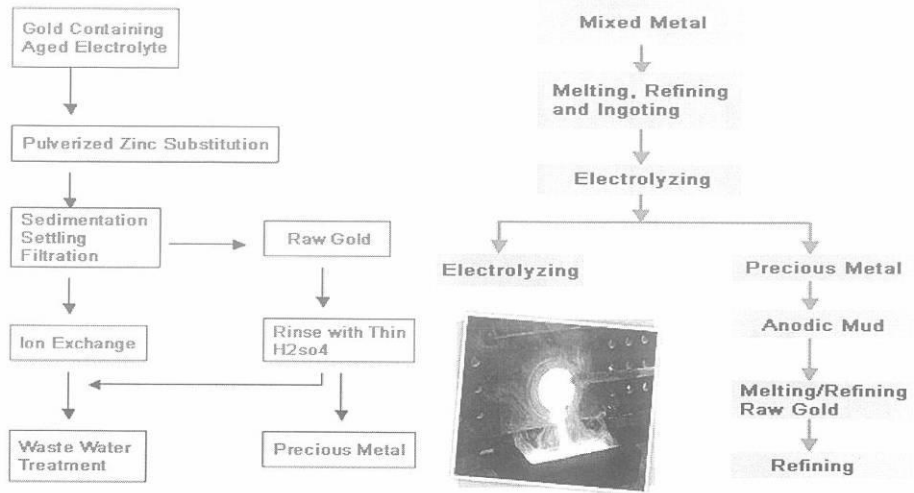 Gold Containing
Aged Electrolyte
Pulverized Zinc Substitution
Sedimentation
Settling
Filtration
Raw Gold
Ion Exchange
Rinse with Thin
H2so4
Waste Water
Treatment
Precious Metal
Mixed Metal
Melting, Refining
and Ingoting
Electrolyzing
Electrolyzing
Precious Metal
Anodic Mud
Melting/Refining
Raw Gold
Refining